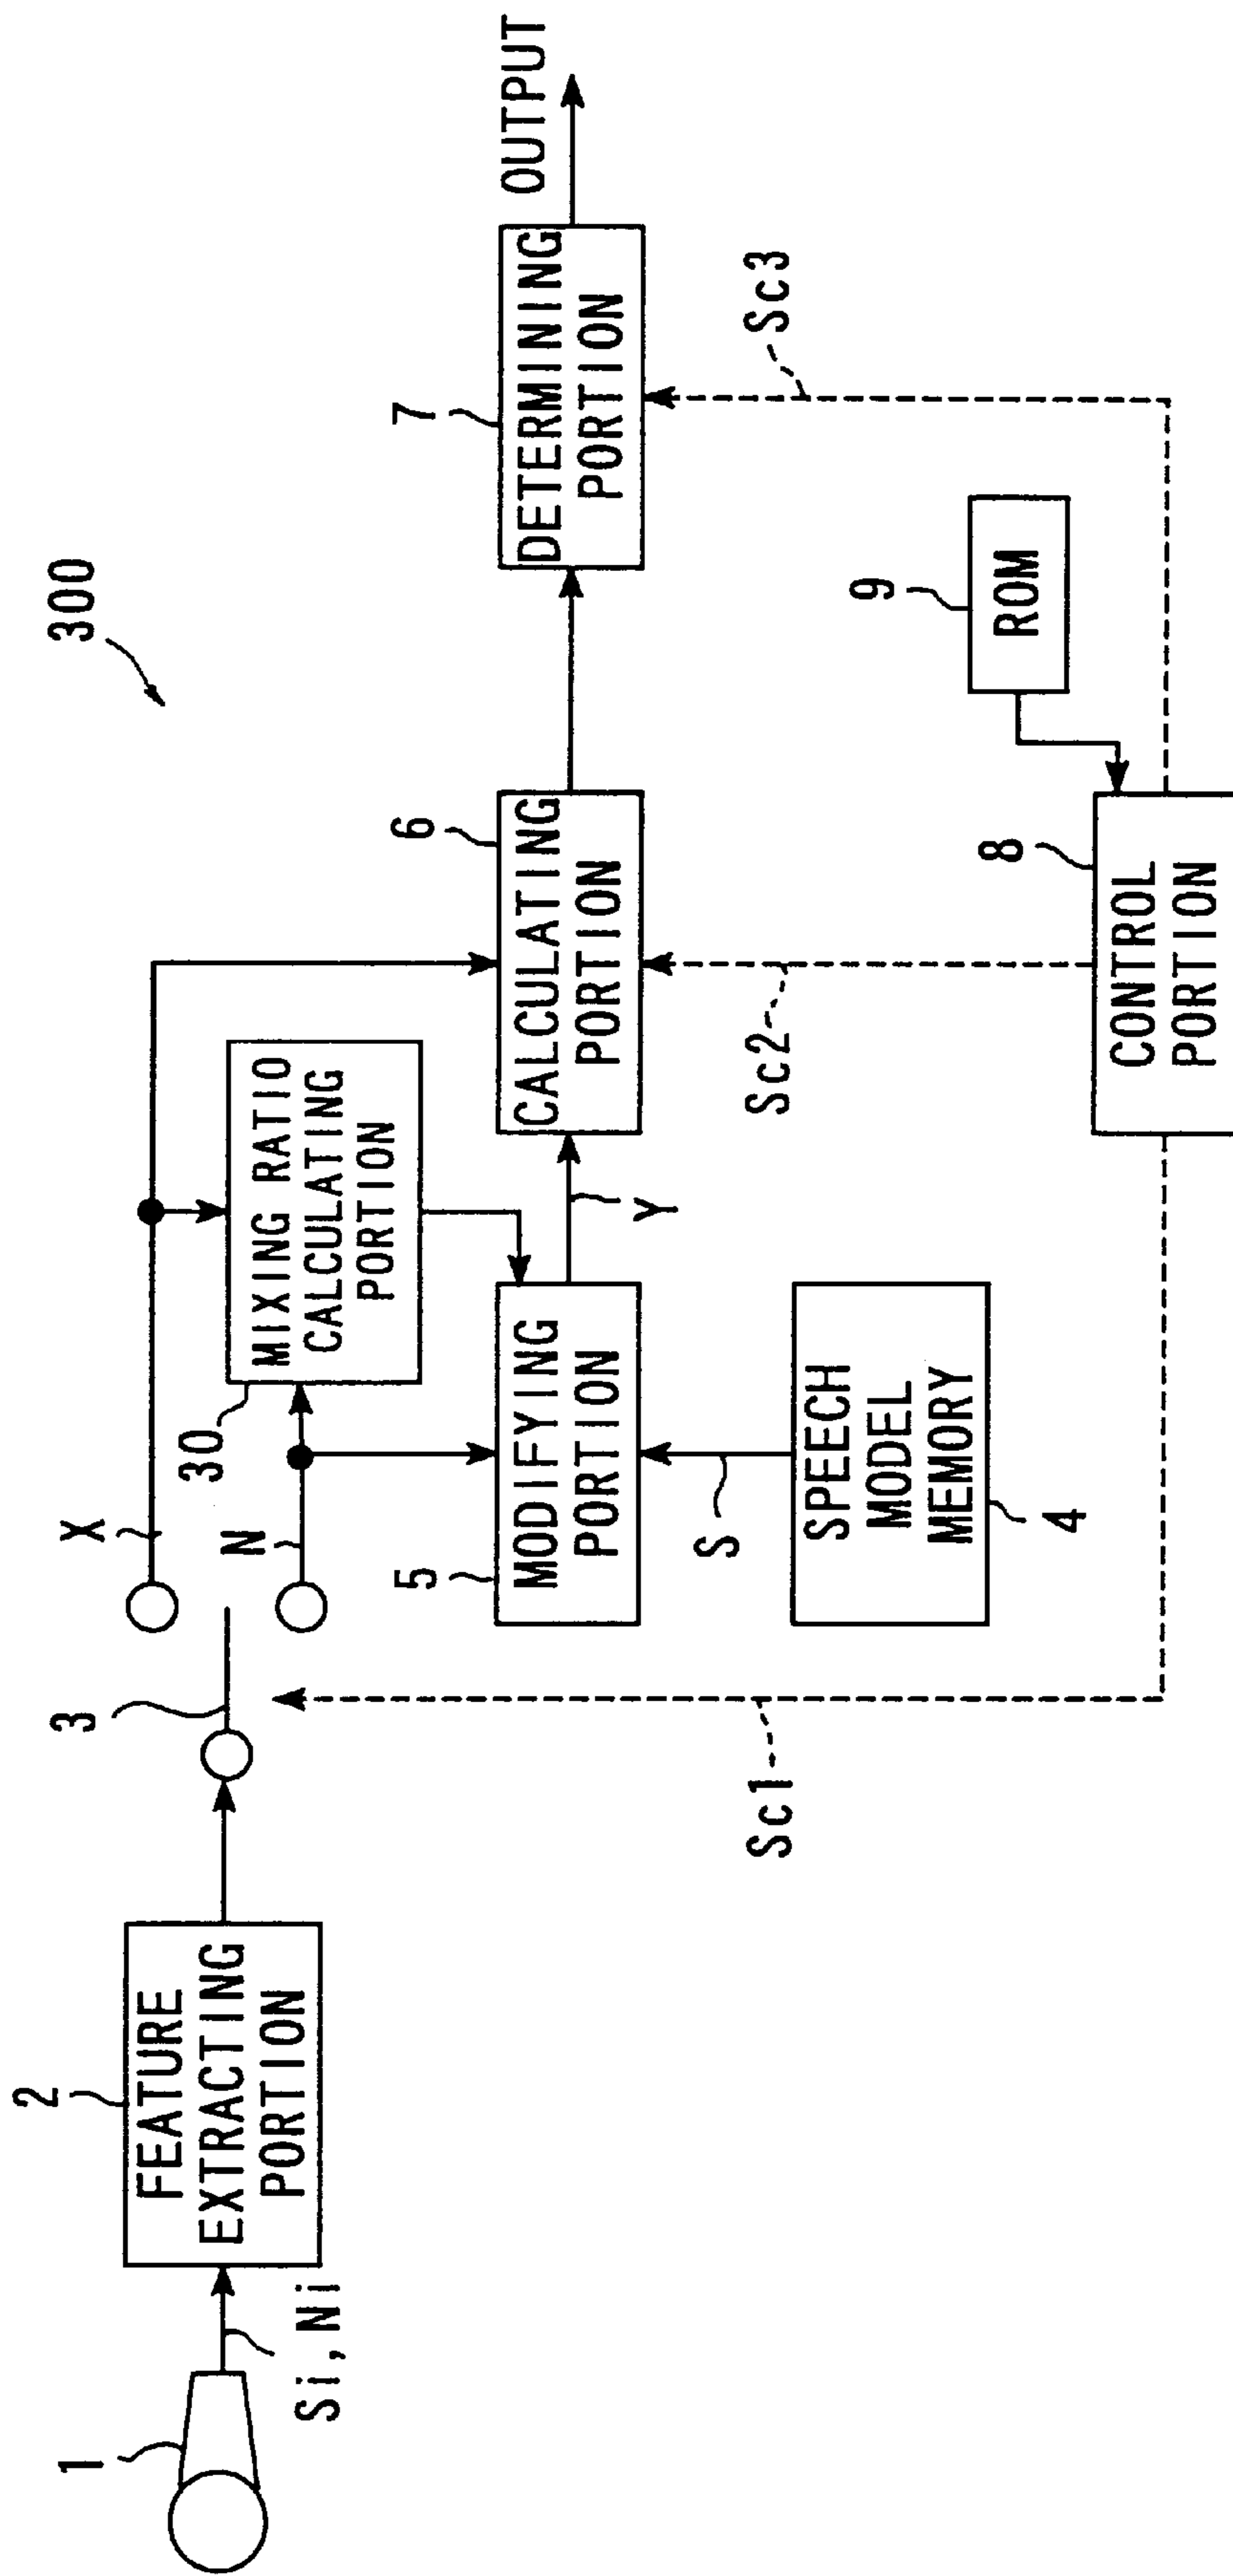 300
1
Si, Ni
2
FEATURE
EXTRACTING
PORTION
3
X
N
30
MIXING RATIO
CALCULATING
PORTION
5
MODIFYING
PORTION
S
SPEECH
MODEL
MEMORY
4
Y
6
CALCULATING
PORTION
7
DETERMINING
PORTION
OUTPUT
Sc1
Sc2
Sc3
8
CONTROL
PORTION
9
ROM